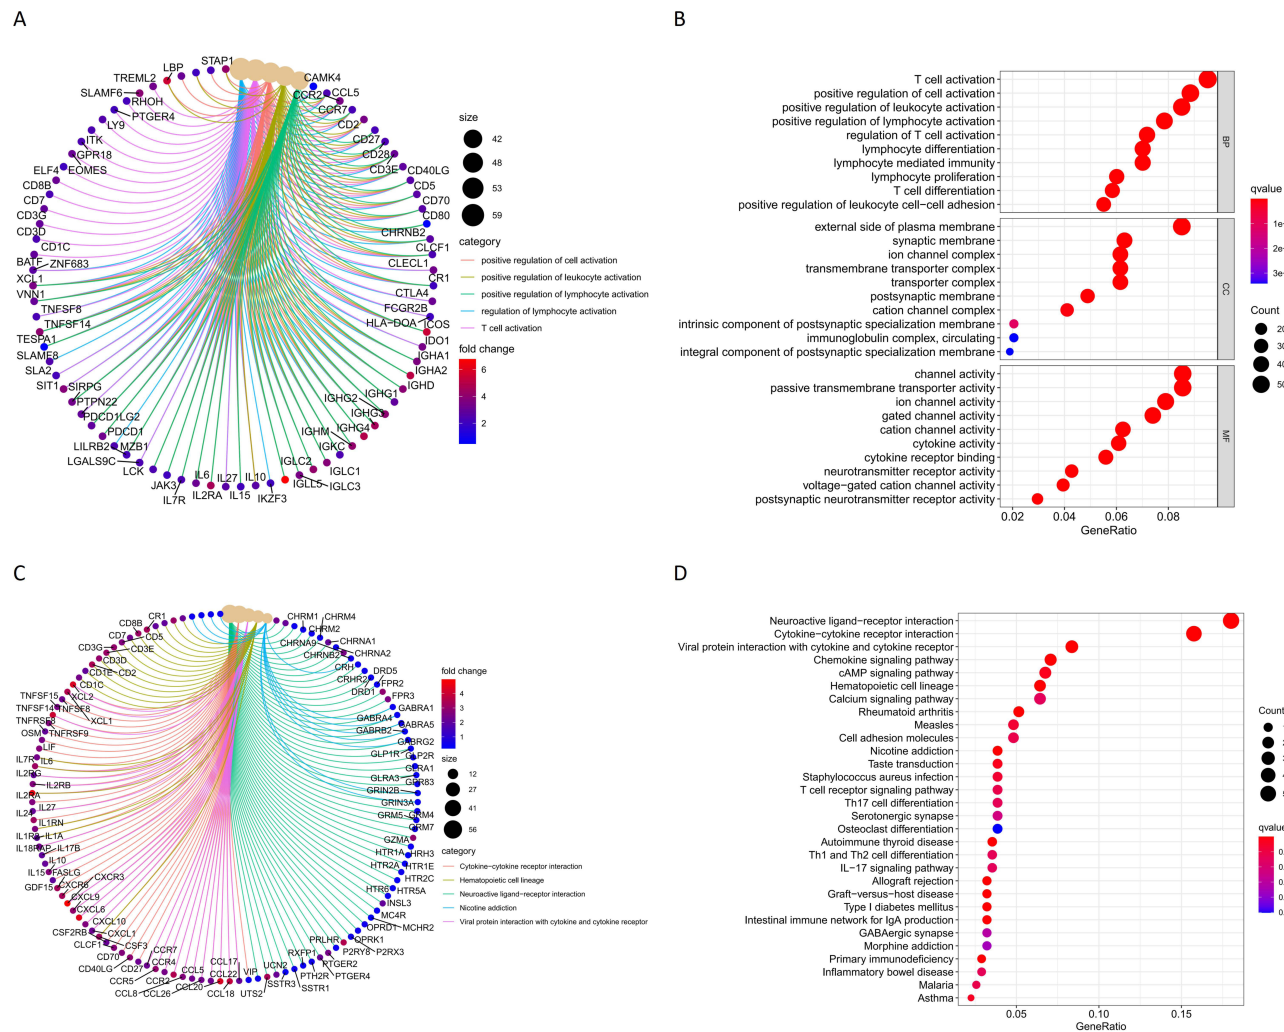 A
STAP1
LBP
TREML2
SLAMF6
RHOH
PTGER4
LY9
ITK
GPR18
ELF4
EOMES
CD8B
CD7
CD3G
CD3D
CD1C
BATF
ZNF683
XCL1
VNN1
TNFSF8
TNFSF14
TESPA1
SLAMF8
SLA2
SIT1
SIRPG
PTPN22
PDCD1LG2
PDCD1
LILRB2
MZB1
LGALS9C
LCK
JAK3
IL7R
IL6
IL2RA
IL27
IL15
IL10
IKZF3
IGLL5
IGLC3
IGLC2
IGLC1
IGKC
IGHM
IGHG4
IGHG3
IGHG2
IGHG1
IGHD
IGHA2
IGHA1
IDO1
ICOS
HLA-DOA
FCGR2B
CTLA4
CR1
CLECL1
CLCF1
CHRNB2
CD80
CD70
CD5
CD40LG
CD3E
CD28
CD27
CD2
CCR7
CCL5
CCR2
CAMK4
size
42
48
53
59
category
positive regulation of cell activation
positive regulation of leukocyte activation
positive regulation of lymphocyte activation
regulation of lymphocyte activation
T cell activation
fold change
6
4
2
B
T cell activation
positive regulation of cell activation
positive regulation of leukocyte activation
positive regulation of lymphocyte activation
regulation of T cell activation
lymphocyte differentiation
lymphocyte mediated immunity
lymphocyte proliferation
T cell differentiation
positive regulation of leukocyte cell−cell adhesion
BP
external side of plasma membrane
synaptic membrane
ion channel complex
transmembrane transporter complex
transporter complex
postsynaptic membrane
cation channel complex
intrinsic component of postsynaptic specialization membrane
immunoglobulin complex, circulating
integral component of postsynaptic specialization membrane
CC
channel activity
passive transmembrane transporter activity
ion channel activity
gated channel activity
cation channel activity
cytokine activity
cytokine receptor binding
neurotransmitter receptor activity
voltage−gated cation channel activity
postsynaptic neurotransmitter receptor activity
MF
0.02 0.04 0.06 0.08
GeneRatio
qvalue
1e
2e
3e
Count
20
30
40
50
C
CR1
CD8B
CD7
CD5
CD3G
CD3E
CD3D
CD1E
CD2
CD1C
TNFSF15
XCL2
TNFSF14
TNFSF8
XCL1
TNFRSF8
TNFRSF9
OSM
LIF
IL7R
IL6
IL2RG
IL2RB
IL2RA
IL27
IL24
IL1RN
IL1RB
IL1A
IL18RAP
IL17B
IL10
IL15
FASLG
GDF15
CXCR6
CXCR3
CXCL9
CXCL6
CXCL10
CSF2RB
CXCL1
CLCF1
CSF3
CD70
CCR7
CD40LG
CD27
CCR4
CCR5
CCR2
CCL5
CCL8
CCL26
CCL20
CCL22
CCL17
CCL18
VIP
UTS2
UCN2
SSTR3
SSTR1
RXFP1
PTH2R
PTGER4
PTGER2
PRLHR
P2RY8
P2RX3
OPRK1
OPRD1
MCHR2
MC4R
INSL3
HTR6
HTR5A
HTR2C
HTR2A
HTR1E
HTR1A
HRH3
GZMA
GRM7
GRM5
GRM4
GRIN3A
GRIN2B
GPR83
GLRA3
GLRA1
GLP2R
GLP1R
GABRG2
GABRB2
GABRA5
GABRA4
GABRA1
FPR3
FPR2
DRD1
DRD5
CRHR2
CRH
CHRNB2
CHRNA2
CHRNA9
CHRNA1
CHRM2
CHRM4
CHRM1
fold change
4
3
2
1
size
12
27
41
56
category
Cytokine−cytokine receptor interaction
Hematopoietic cell lineage
Neuroactive ligand−receptor interaction
Nicotine addiction
Viral protein interaction with cytokine and cytokine receptor
D
Neuroactive ligand−receptor interaction
Cytokine−cytokine receptor interaction
Viral protein interaction with cytokine and cytokine receptor
Chemokine signaling pathway
cAMP signaling pathway
Hematopoietic cell lineage
Calcium signaling pathway
Rheumatoid arthritis
Measles
Cell adhesion molecules
Nicotine addiction
Taste transduction
Staphylococcus aureus infection
T cell receptor signaling pathway
Th17 cell differentiation
Serotonergic synapse
Osteoclast differentiation
Autoimmune thyroid disease
Th1 and Th2 cell differentiation
IL−17 signaling pathway
Allograft rejection
Graft−versus−host disease
Type I diabetes mellitus
Intestinal immune network for IgA production
GABAergic synapse
Morphine addiction
Primary immunodeficiency
Inflammatory bowel disease
Malaria
Asthma
0.05 0.10 0.15
GeneRatio
Count
qvalue
0.
0.
0.
0.
0.